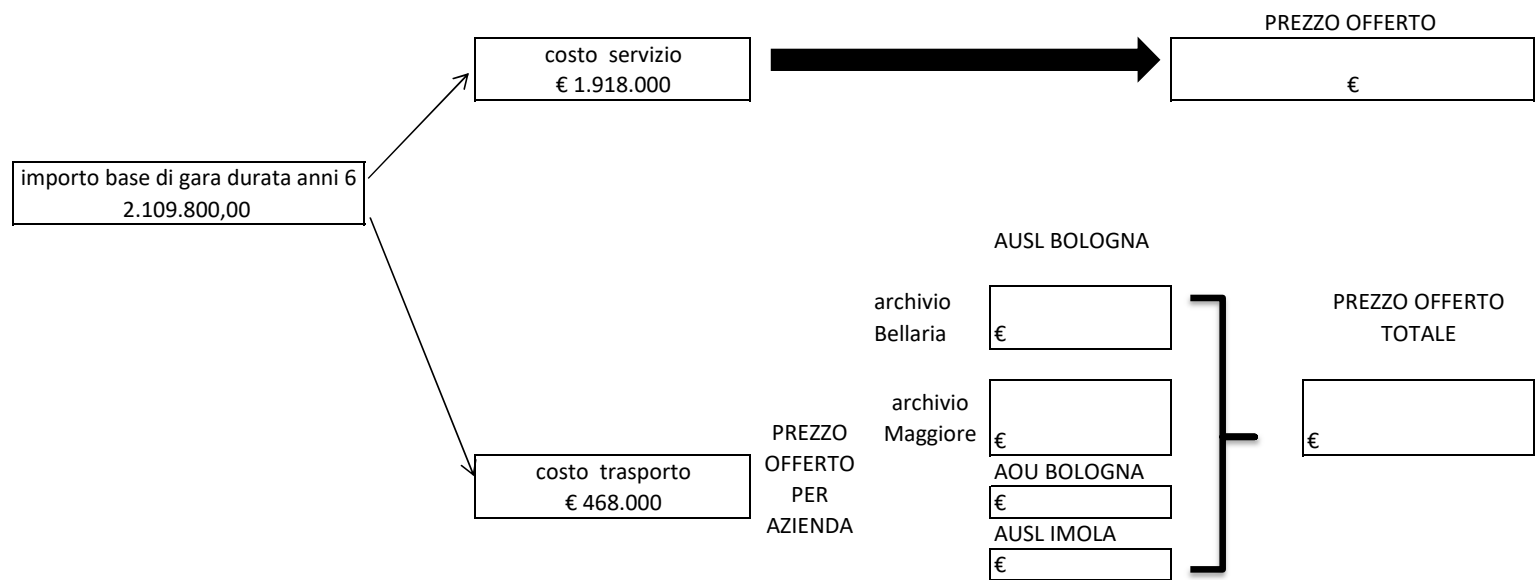 PREZZO OFFERTO
costo servizio
€ 1.918.000
€
importo base di gara durata anni 6
2.109.800,00
AUSL BOLOGNA
archivio
Bellaria
€
PREZZO OFFERTO
TOTALE
archivio
Maggiore
€
€
PREZZO
OFFERTO
PER
AZIENDA
costo trasporto
€ 468.000
AOU BOLOGNA
€
AUSL IMOLA
€